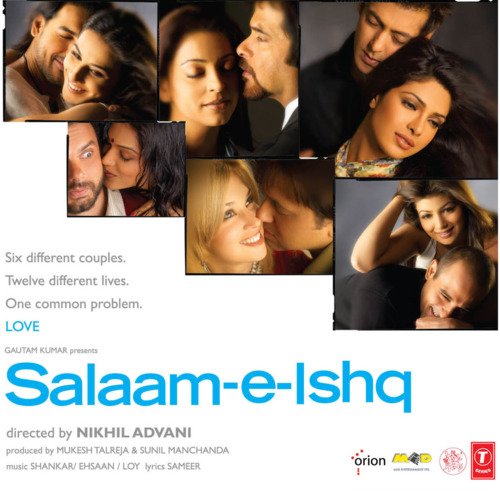 Six different couples.
Twelve different lives.
One common problem.
LOVE
GAUTAM KUMAR presents
Salaam-e-Ishq
directed by NIKHIL ADVANI
produced by MUKESH TALREJA & SUNIL MANCHANDA
music SHANKAR/ EHSAAN / LOY lyrics SAMEER
orion
MAD
T
SERIES